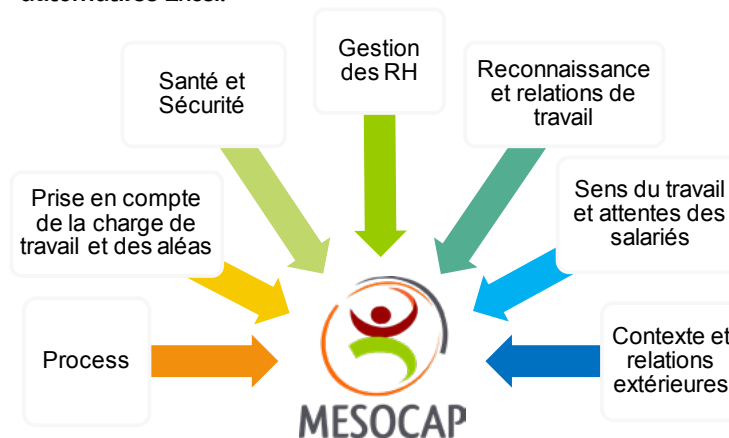 Gestion
des RH
Santé et
Sécurité
Reconnaissance
et relations de
travail
Prise en compte
de la charge de
travail et des aléas
Sens du travail
et attentes des
salariés
Process
Contexte et
relations
extérieures
MESOCAP